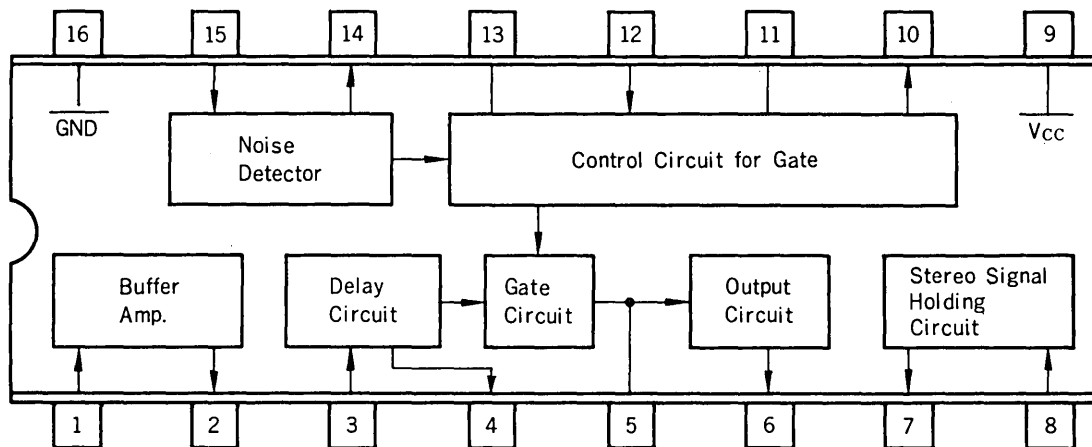 16 15 14 13 12 11 10 9
GND
Noise
Detector
Control Circuit for Gate
Vcc
Buffer
Amp.
Delay
Circuit
Gate
Circuit
Output
Circuit
Stereo Signal
Holding
Circuit
1 2 3 4 5 6 7 8